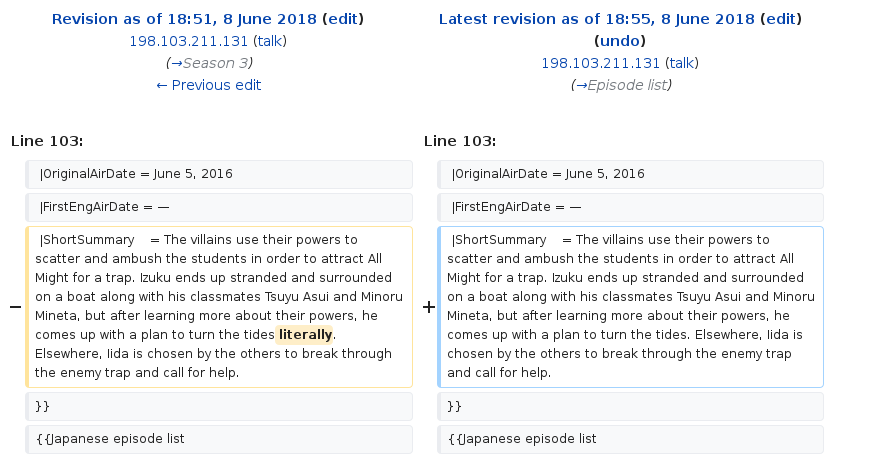 Revision as of 18:51, 8 June 2018 (edit)
198.103.211.131 (talk)
(→Season 3)
← Previous edit
Latest revision as of 18:55, 8 June 2018 (edit)
(undo)
198.103.211.131 (talk)
(→Episode list)
Line 103:
Line 103:
|OriginalAirDate = June 5, 2016
|OriginalAirDate = June 5, 2016
|FirstEngAirDate = —
|FirstEngAirDate = —
−
|ShortSummary = The villains use their powers to
scatter and ambush the students in order to attract All
Might for a trap. Izuku ends up stranded and surrounded
on a boat along with his classmates Tsuyu Asui and Minoru
Mineta, but after learning more about their powers, he
comes up with a plan to turn the tides literally.
Elsewhere, Iida is chosen by the others to break through
the enemy trap and call for help.
+
|ShortSummary = The villains use their powers to
scatter and ambush the students in order to attract All
Might for a trap. Izuku ends up stranded and surrounded
on a boat along with his classmates Tsuyu Asui and Minoru
Mineta, but after learning more about their powers, he
comes up with a plan to turn the tides. Elsewhere, Iida is
chosen by the others to break through the enemy trap
and call for help.
}}
}}
{{Japanese episode list
{{Japanese episode list